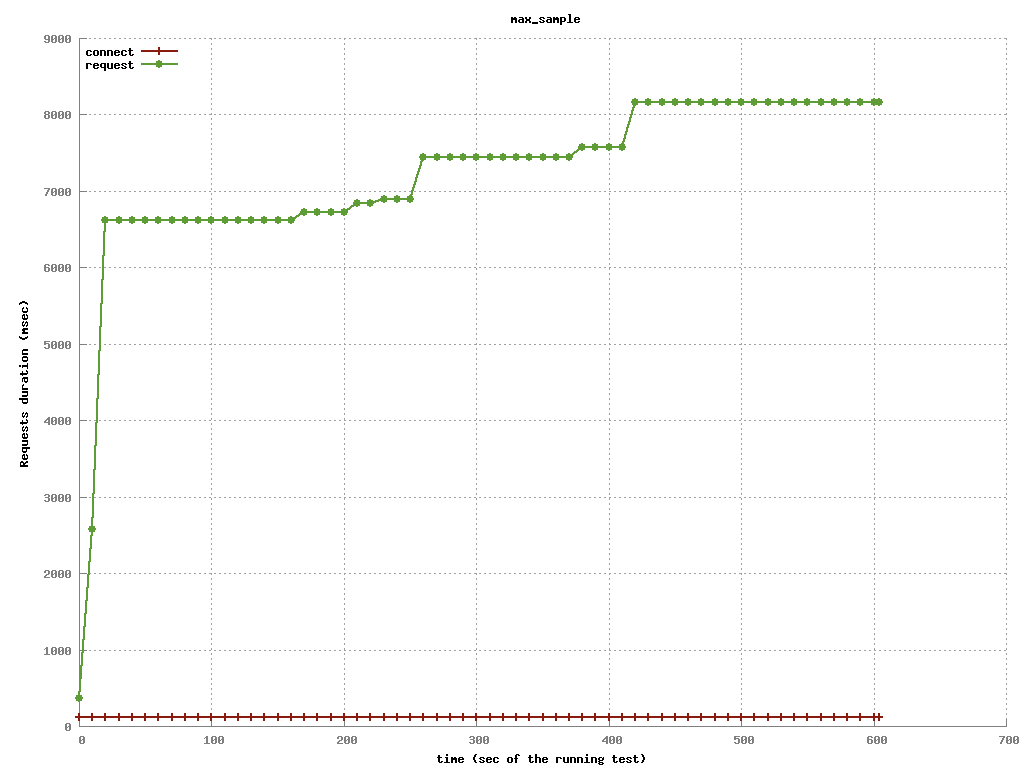 max_sample
connect
request
9000
8000
7000
6000
5000
4000
3000
2000
1000
0
Requests duration (msec)
0 100 200 300 400 500 600 700
time (sec of the running test)